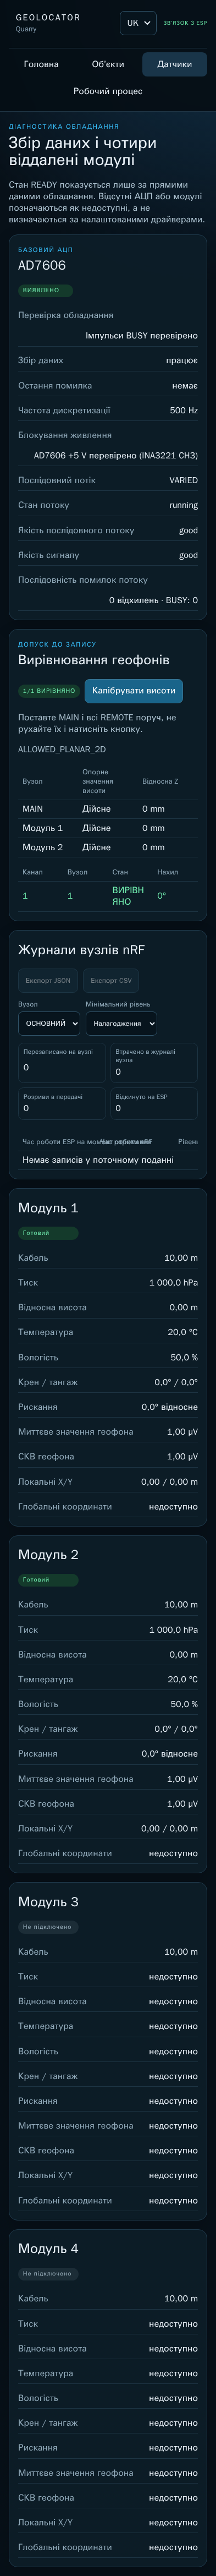 GEOLOCATOR
Quarry
UK
ЗВ'ЯЗОК З ESP
Головна
Об'єкти
Датчики
Робочий процес
ДІАГНОСТИКА ОБЛАДНАННЯ
Збір даних і чотири
віддалені модулі
Стан READY показується лише за прямими
даними обладнання. Відсутні АЦП або модулі
позначаються як недоступні, а не
визначаються за налаштованими драйверами.
БАЗОВИЙ АЦП
AD7606
ВИЯВЛЕНО
Перевірка обладнання
Імпульси BUSY перевірено
Збір даних працює
Остання помилка немає
Частота дискретизації 500 Hz
Блокування живлення
AD7606 +5 V перевірено (INA3221 CH3)
Послідовний потік VARIED
Стан потоку running
Якість послідовного потоку good
Якість сигналу good
Послідовність помилок потоку
0 відхилень · BUSY: 0
ДОПУСК ДО ЗАПИСУ
Вирівнювання геофонів
1/1 ВИРІВНЯНО
Калібрувати висоти
Поставте MAIN і всі REMOTE поруч, не
рухайте їх і натисніть кнопку.
ALLOWED_PLANAR_2D
Вузол Опорне значення висоти Відносна Z
MAIN Дійсне 0 mm
Модуль 1 Дійсне 0 mm
Модуль 2 Дійсне 0 mm
Канал Вузол Стан Нахил
1 1 ВИРІВН
ЯНО 0°
Журнали вузлів nRF
Експорт JSON Експорт CSV
Вузол Мінімальний рівень
ОСНОВНИЙ Налагодження
Перезаписано на вузлі
0
Втрачено в журналі
вузла
0
Розриви в передачі
0
Відкинуто на ESP
0
Час роботи ESP на момент отримання Час роботи nRF Рівень
Немає записів у поточному поданні
Модуль 1
Готовий
Кабель 10,00 m
Тиск 1 000,0 hPa
Відносна висота 0,00 m
Температура 20,0 °C
Вологість 50,0 %
Крен / тангаж 0,0° / 0,0°
Рискання 0,0° відносне
Миттєве значення геофона 1,00 µV
СКВ геофона 1,00 µV
Локальні X/Y 0,00 / 0,00 m
Глобальні координати недоступно
Модуль 2
Готовий
Кабель 10,00 m
Тиск 1 000,0 hPa
Відносна висота 0,00 m
Температура 20,0 °C
Вологість 50,0 %
Крен / тангаж 0,0° / 0,0°
Рискання 0,0° відносне
Миттєве значення геофона 1,00 µV
СКВ геофона 1,00 µV
Локальні X/Y 0,00 / 0,00 m
Глобальні координати недоступно
Модуль 3
Не підключено
Кабель 10,00 m
Тиск недоступно
Відносна висота недоступно
Температура недоступно
Вологість недоступно
Крен / тангаж недоступно
Рискання недоступно
Миттєве значення геофона недоступно
СКВ геофона недоступно
Локальні X/Y недоступно
Глобальні координати недоступно
Модуль 4
Не підключено
Кабель 10,00 m
Тиск недоступно
Відносна висота недоступно
Температура недоступно
Вологість недоступно
Крен / тангаж недоступно
Рискання недоступно
Миттєве значення геофона недоступно
СКВ геофона недоступно
Локальні X/Y недоступно
Глобальні координати недоступно